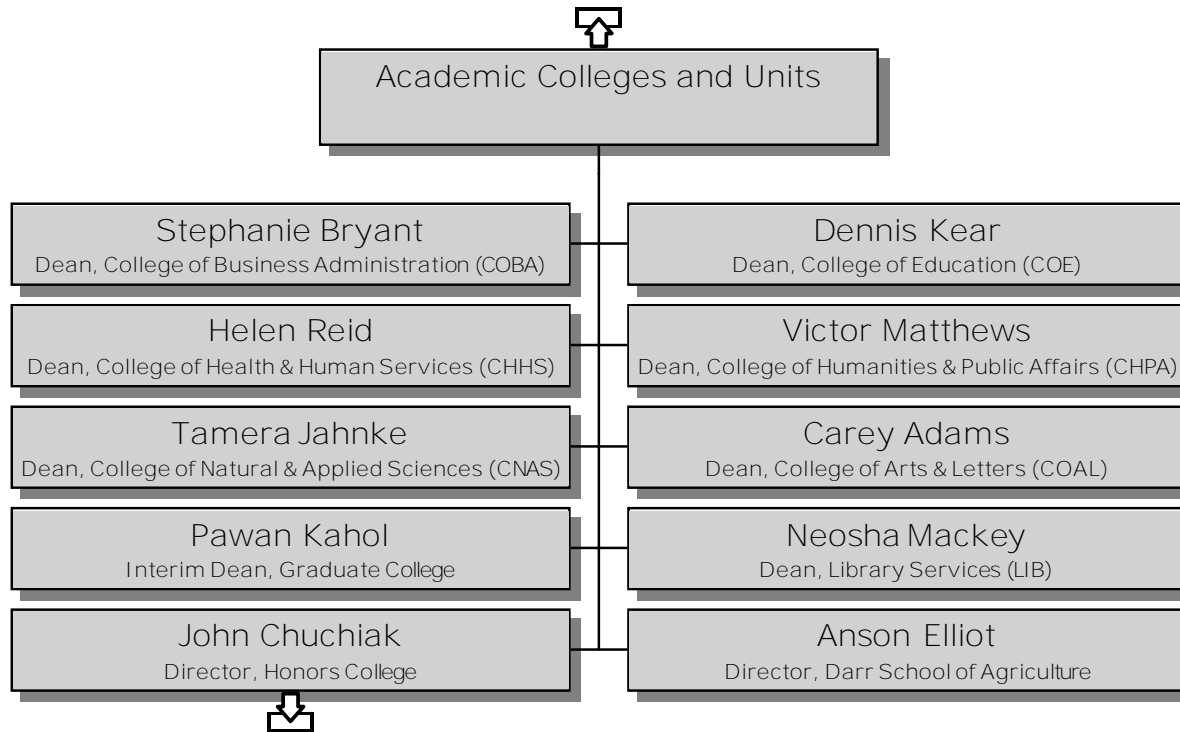 Academic Colleges and Units
Stephanie Bryant
Dean, College of Business Administration (COBA)
Dennis Kear
Dean, College of Education (COE)
Helen Reid
Dean, College of Health & Human Services (CHHS)
Victor Matthews
Dean, College of Humanities & Public Affairs (CHPA)
Tamera Jahnke
Dean, College of Natural & Applied Sciences (CNAS)
Carey Adams
Dean, College of Arts & Letters (COAL)
Pawan Kahol
Interim Dean, Graduate College
Neosha Mackey
Dean, Library Services (LIB)
John Chuchiak
Director, Honors College
Anson Elliot
Director, Darr School of Agriculture